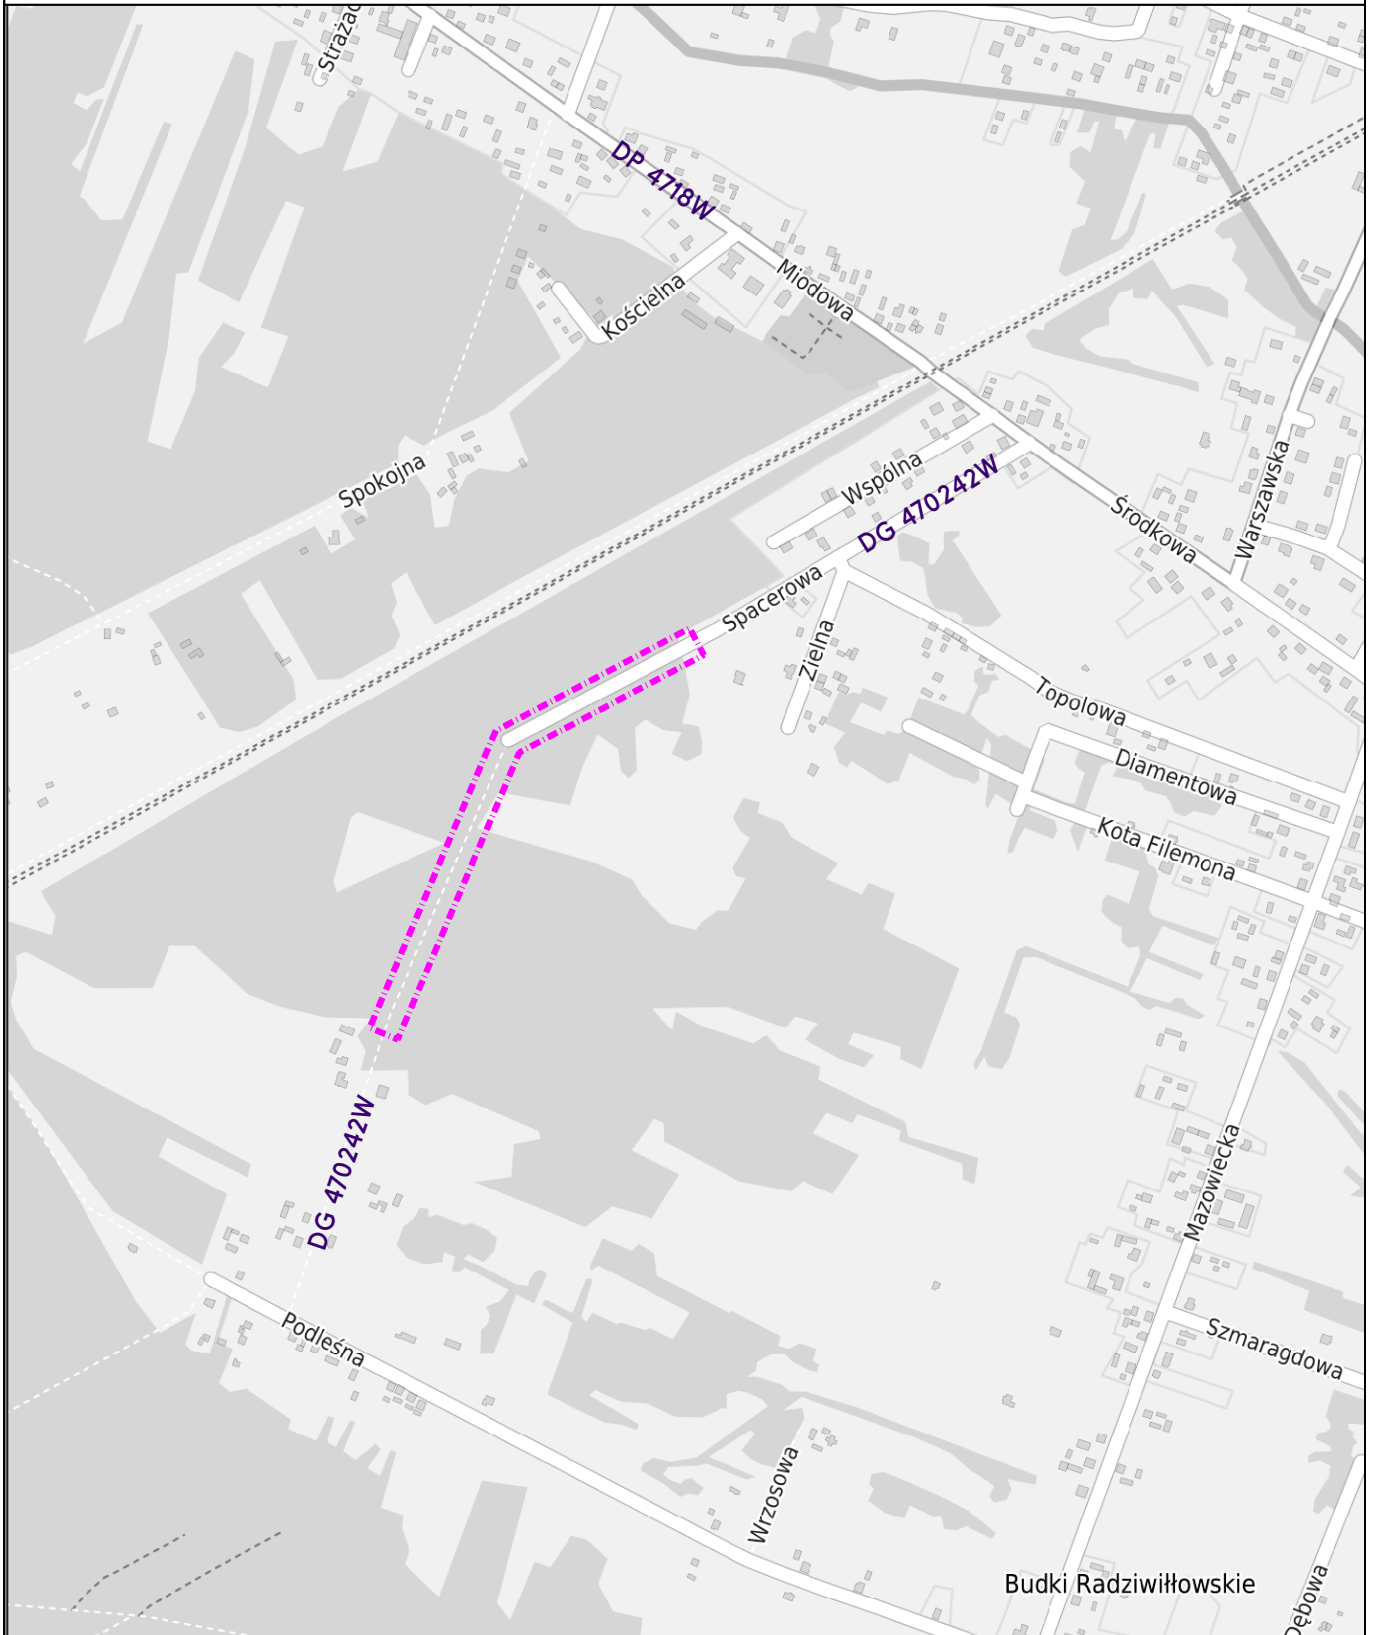 Strażac
DP 4718W
Miodowa
Kościelna
Spokojna
Wspólna
DG 470242W
Środkowa
Warszawska
Spacerowa
Zielna
Topolowa
Diamentowa
Kota Filemona
DG 470242W
Mazowiecka
Podleśna
Szmaragdowa
Wrzosowa
Budki Radziwiłłowskie
Dębowa